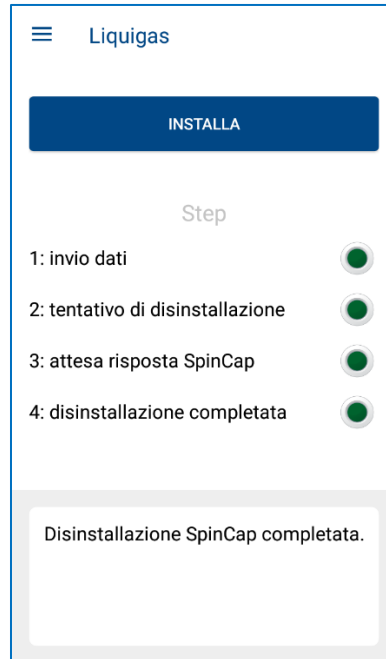 Liquigas
INSTALLA
Step
1: invio dati
2: tentativo di disinstallazione
3: attesa risposta SpinCap
4: disinstallazione completata
Disinstallazione SpinCap completata.